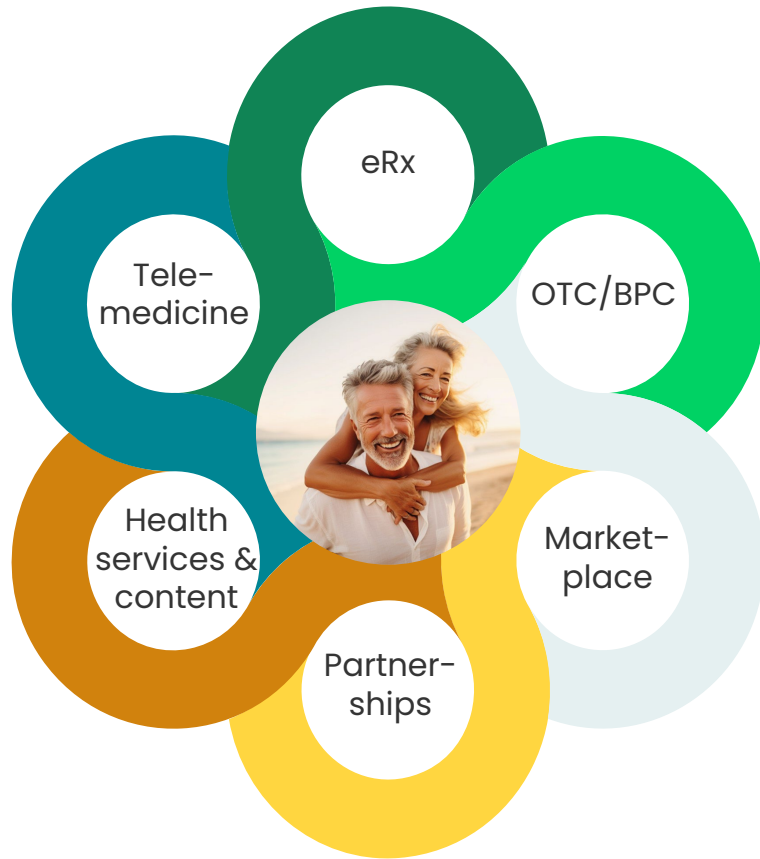 eRx
Tele-
medicine
OTC/BPC
Health
services &
content
Market-
place
Partner-
ships